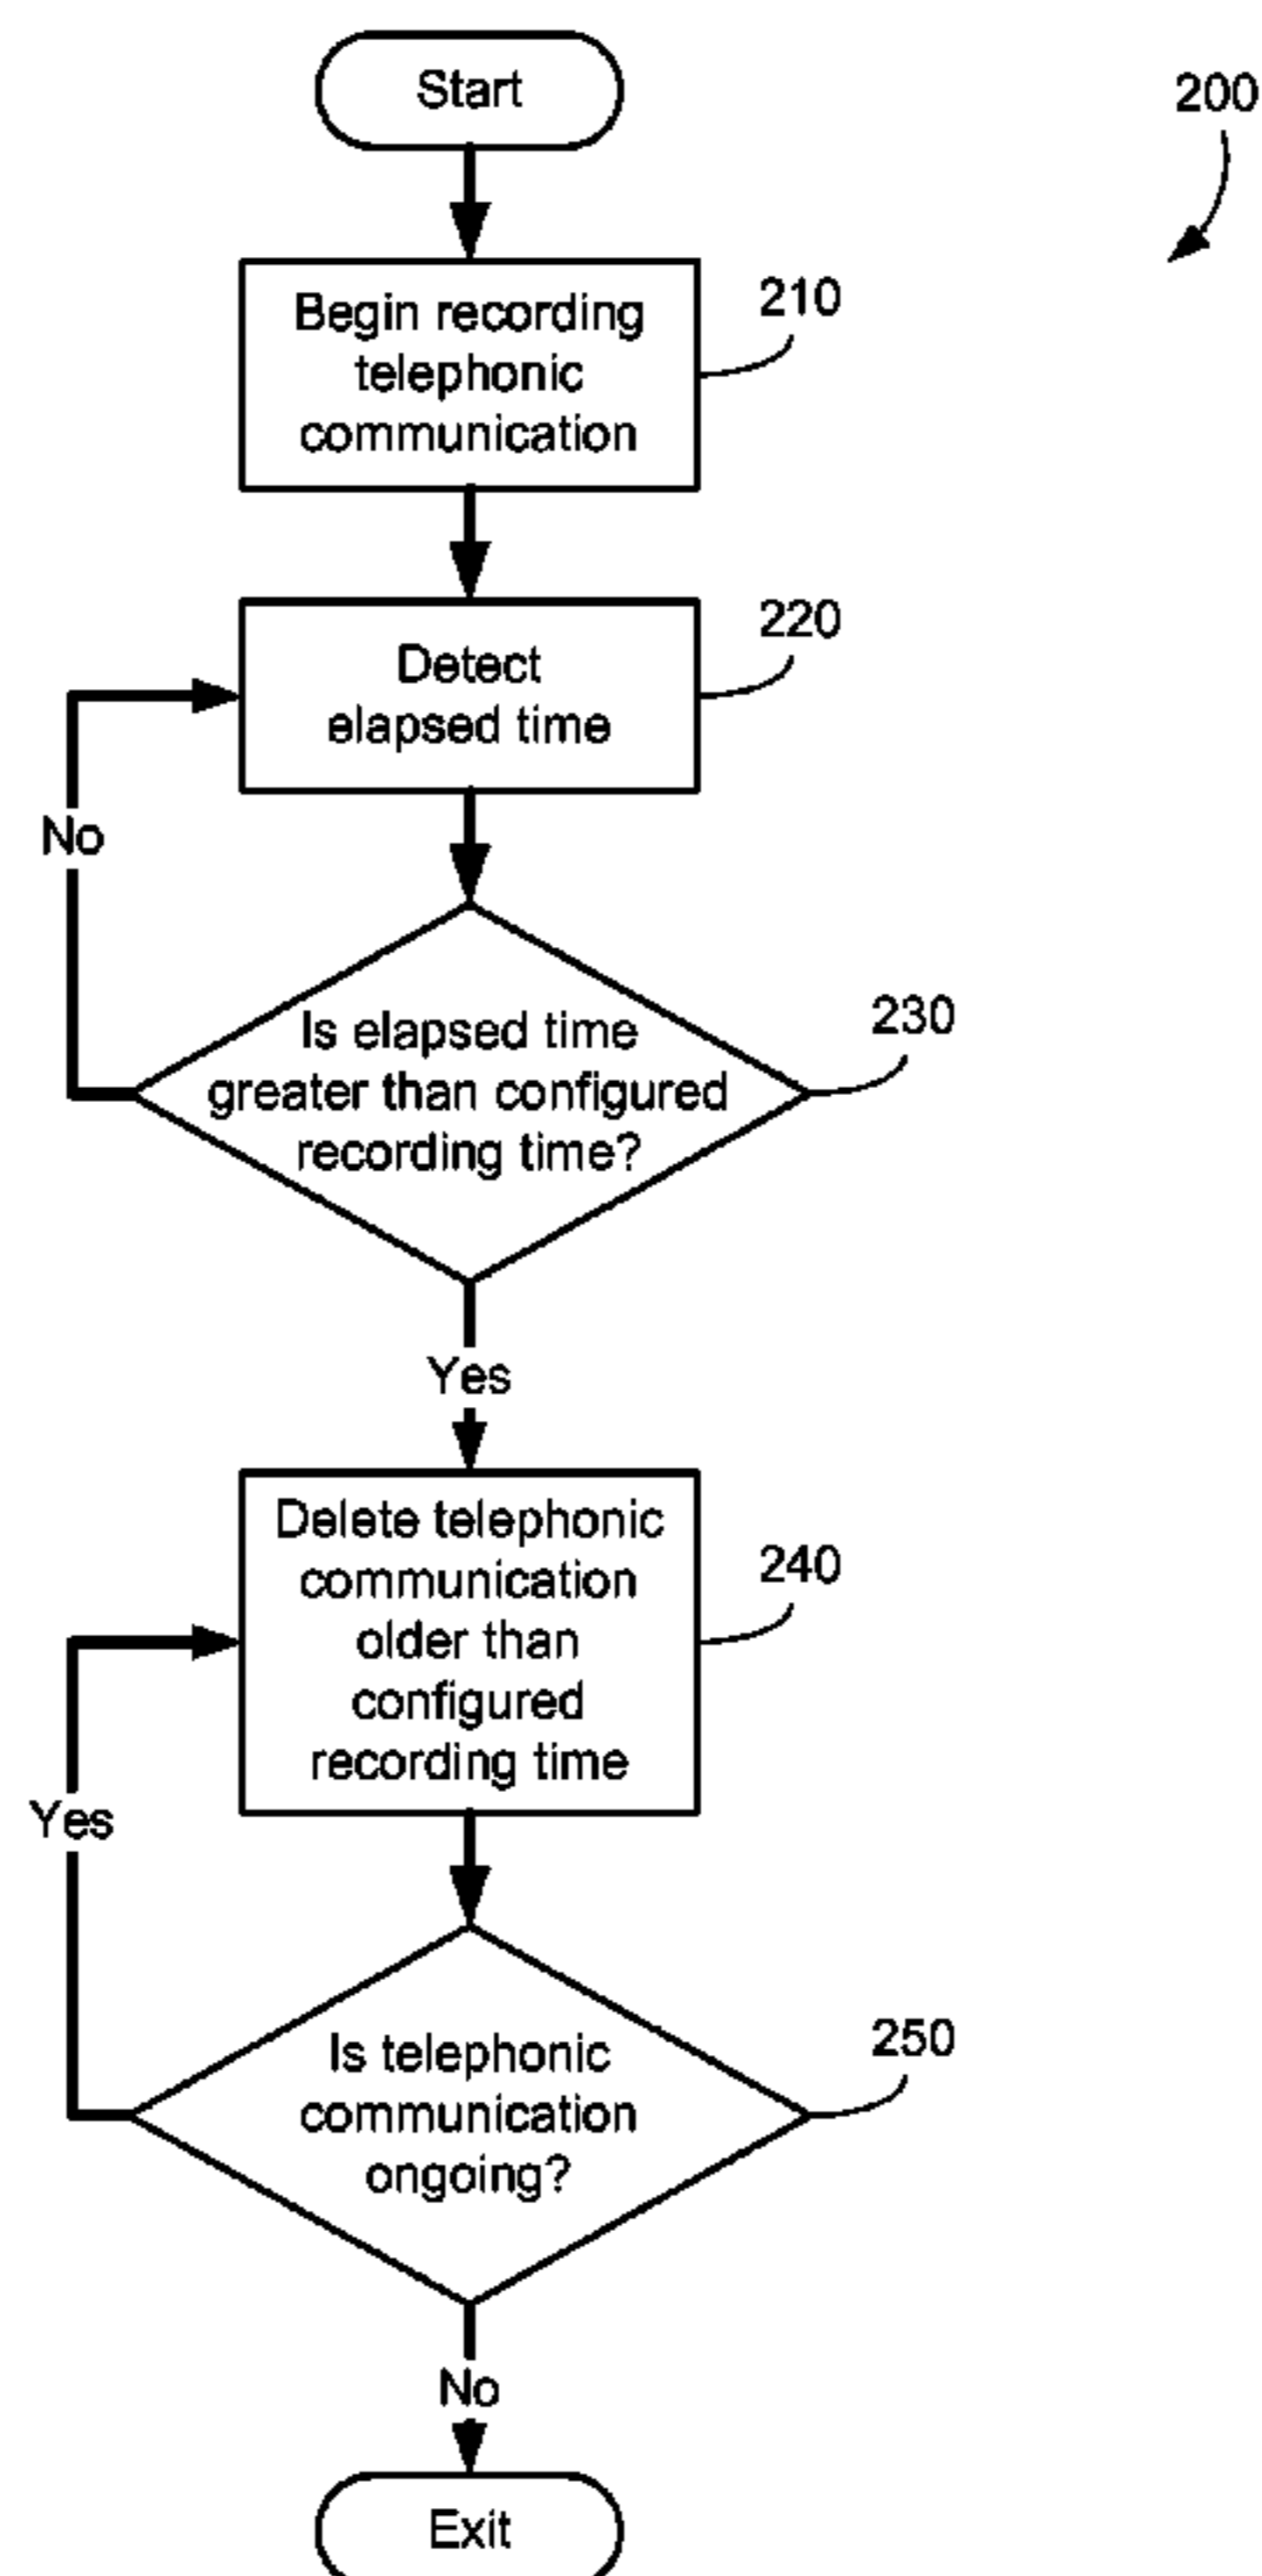 Start
200
Begin recording
telephonic
communication
210
Detect
elapsed time
220
No
Is elapsed time
greater than configured
recording time?
230
Yes
Delete telephonic
communication
older than
configured
recording time
240
Yes
Is telephonic
communication
ongoing?
250
No
Exit